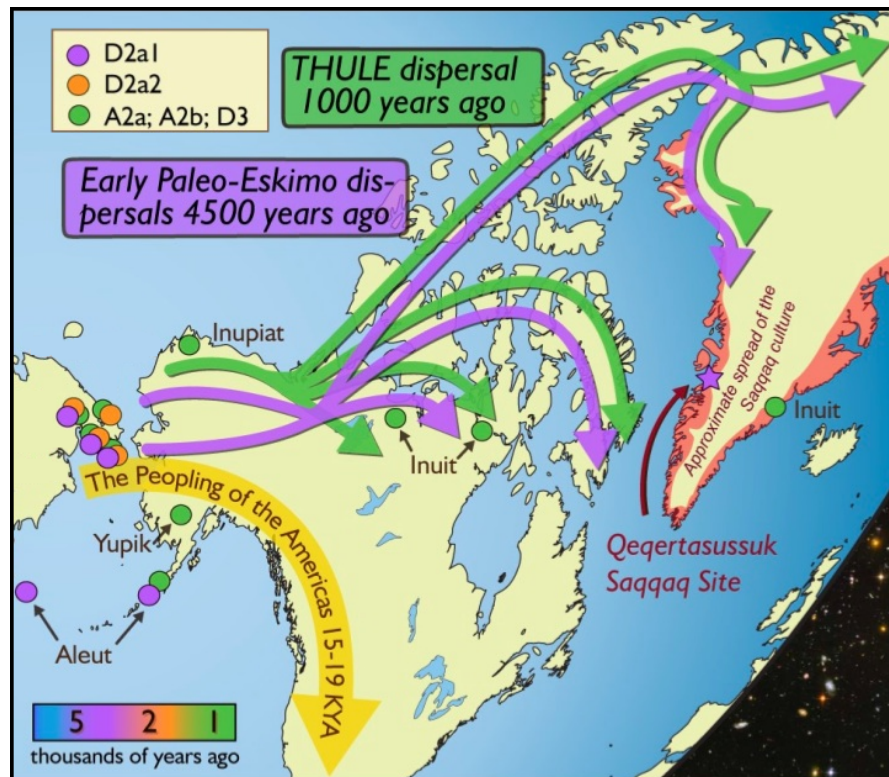 D2a1
D2a2
A2a; A2b; D3
THULE dispersal
1000 years ago
Early Paleo-Eskimo dis-
persals 4500 years ago
Inupiat
Inuit
Approximate spread of the
Saqqaq culture
Inuit
The Peopling of the Americas 15-19 KYA
Yupik
Qeqertasussuk
Saqqaq Site
Aleut
5 2 1
thousands of years ago